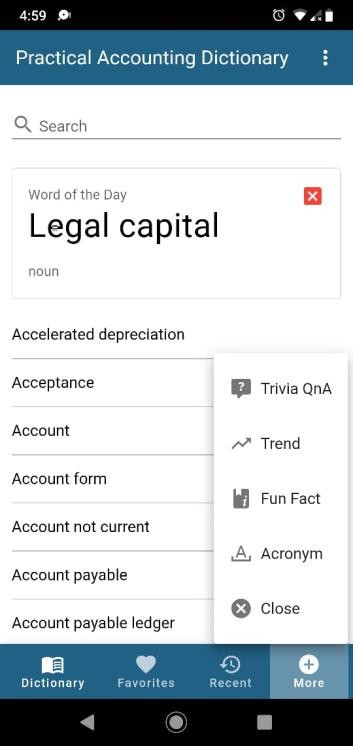 4:59
Practical Accounting Dictionary
Search
Word of the Day
Legal capital
noun
Accelerated depreciation
Acceptance
Account
Account form
Account not current
Account payable
Account payable ledger
Trivia QnA
Trend
Fun Fact
Acronym
Close
Dictionary Favorites Recent More